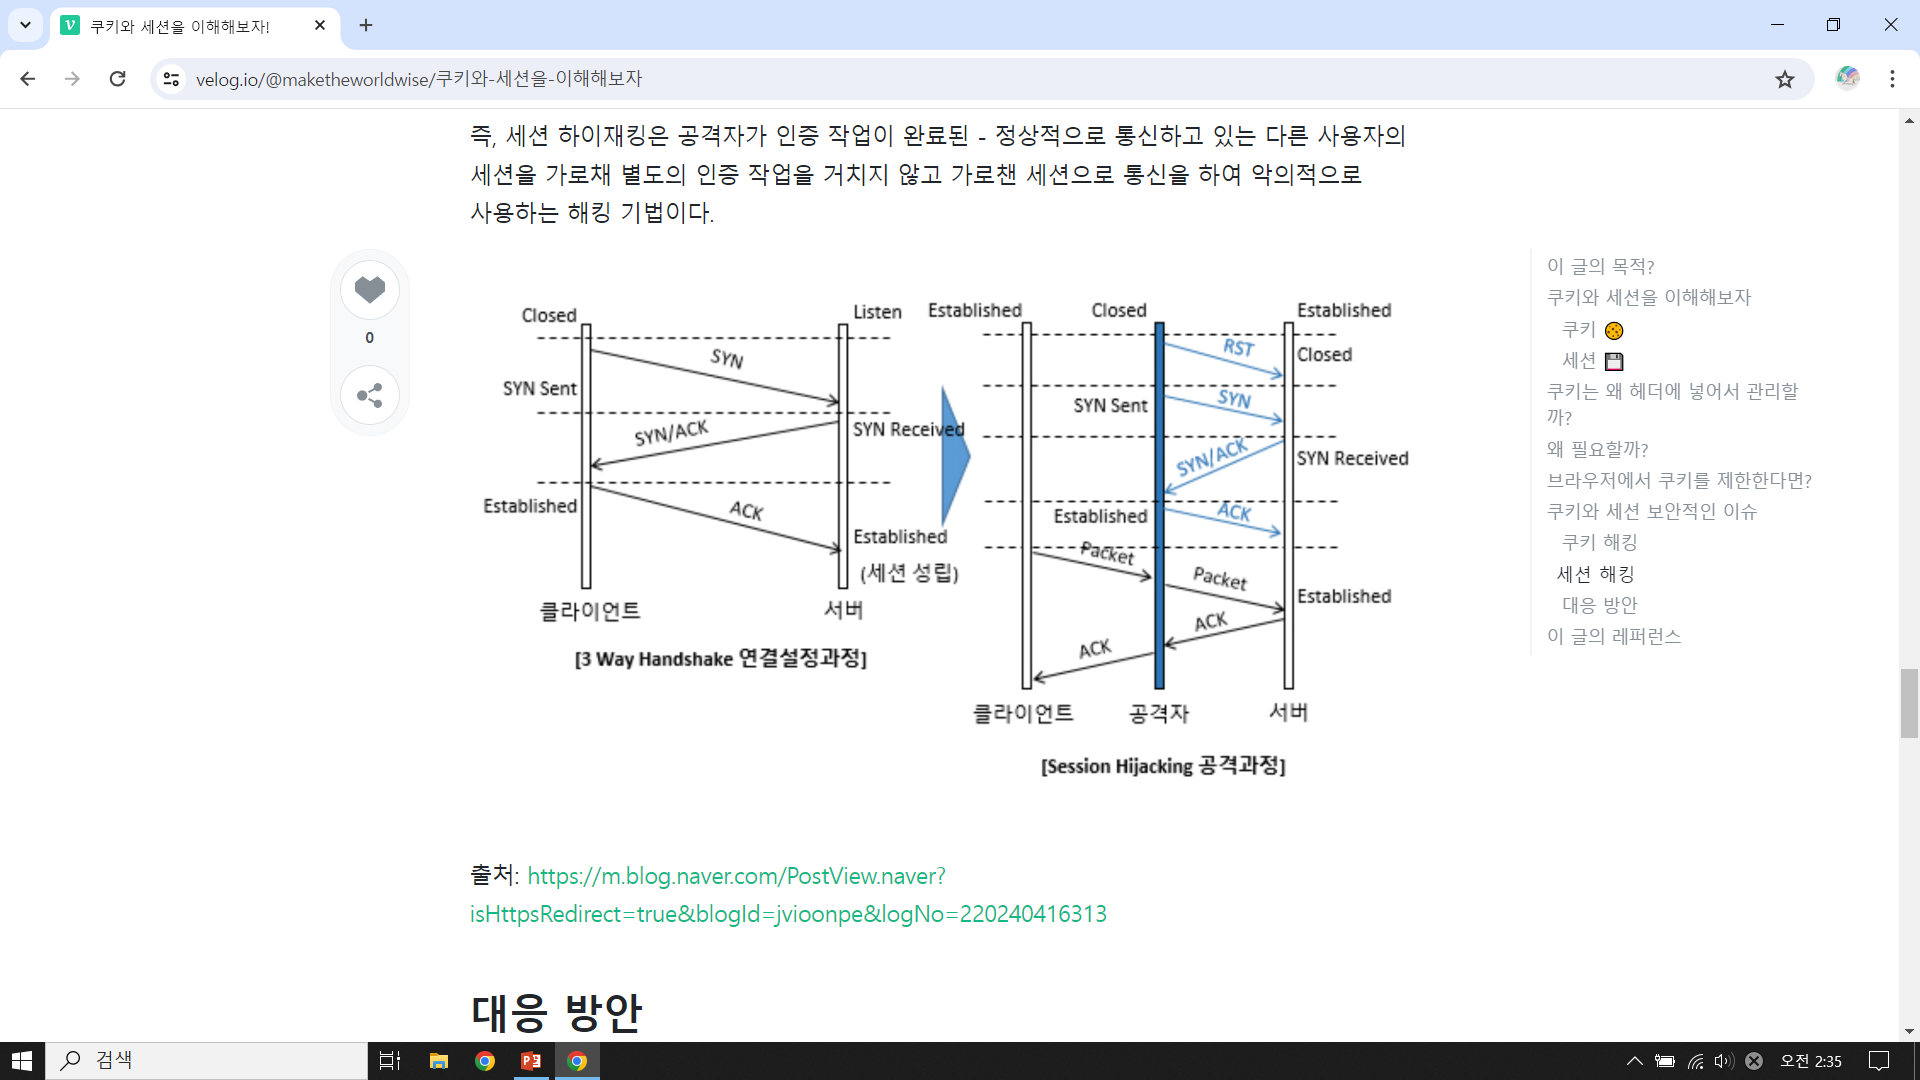 쿠키와 세션을 이해해보자!
velog.io/@maketheworldwise/쿠키와-세션을-이해해보자
즉, 세션 하이재킹은 공격자가 인증 작업이 완료된 - 정상적으로 통신하고 있는 다른 사용자의
세션을 가로채 별도의 인증 작업을 거치지 않고 가로챈 세션으로 통신을 하여 악의적으로
사용하는 해킹 기법이다.
0
Closed
Listen
SYN
SYN Sent
SYN/ACK
SYN Received
Established
ACK
Established
(세션 성립)
클라이언트
서버
[3 Way Handshake 연결설정과정]
Established
Closed
Established
RST
Closed
SYN Sent
SYN
SYN/ACK
SYN Received
Established
ACK
Packet
Packet
Established
ACK
ACK
클라이언트
공격자
서버
[Session Hijacking 공격과정]
출처: https://m.blog.naver.com/PostView.naver?
isHttpsRedirect=true&blogId=jvioonpe&logNo=220240416313
대응 방안
이 글의 목적?
쿠키와 세션을 이해해보자
쿠키 🍪
세션 💾
쿠키는 왜 헤더에 넣어서 관리할
까?
왜 필요할까?
브라우저에서 쿠키를 제한한다면?
쿠키와 세션 보안적인 이슈
쿠키 해킹
세션 해킹
대응 방안
이 글의 레퍼런스
검색
오전 2:35